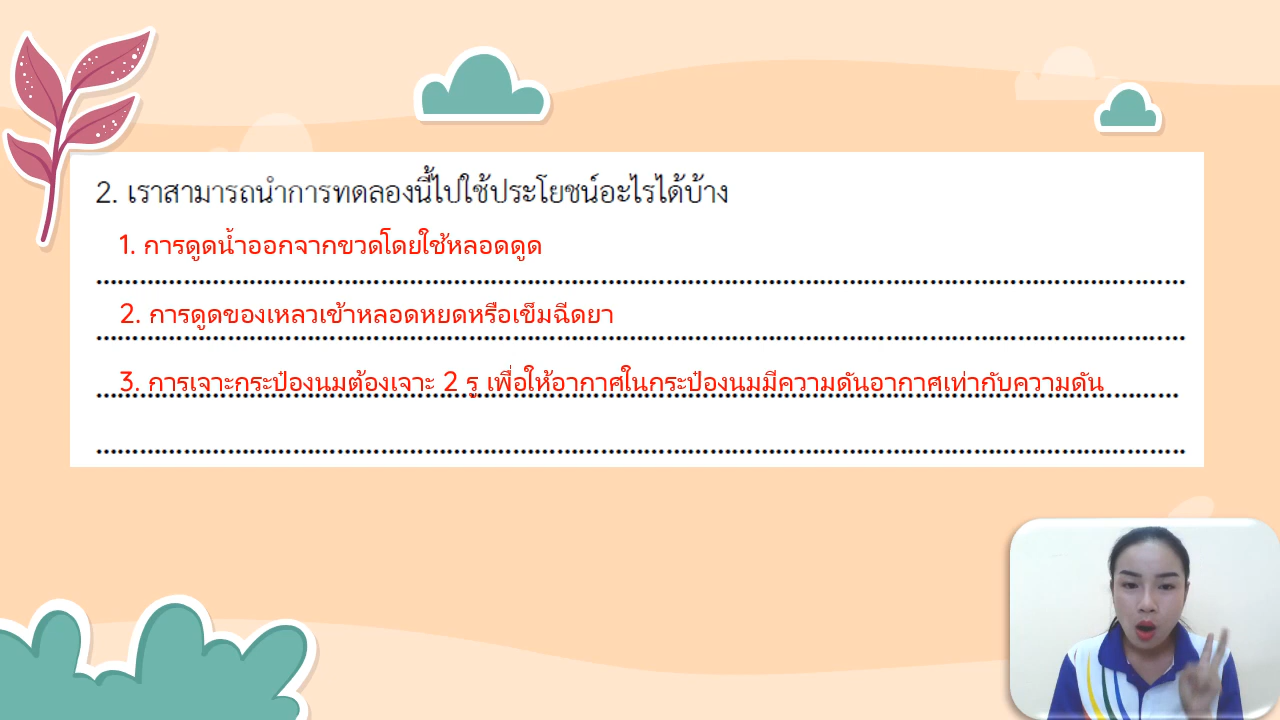 2. เราสามารถนำการทดลองนี้ไปใช้ประโยชน์อะไรได้บ้าง
1. การดูดน้ำออกจากขวดโดยใช้หลอดดูด
2. การดูดของเหลวเข้าหลอดหยดหรือเข็มฉีดยา
3. การเจาะกระป๋องนมต้องเจาะ 2 รู เพื่อให้อากาศในกระป๋องนมมีความดันอากาศเท่ากับความดัน